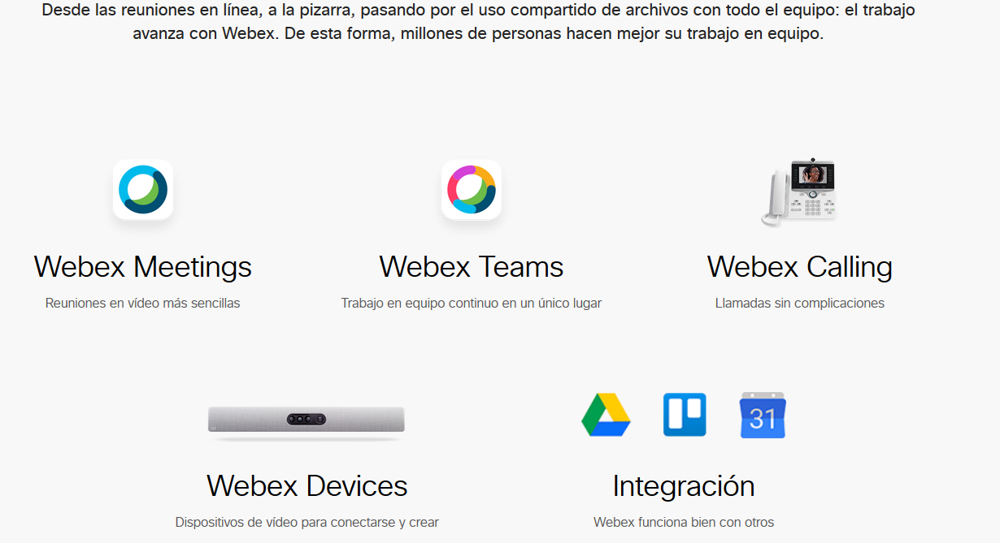 Desde las reuniones en línea, a la pizarra, pasando por el uso compartido de archivos con todo el equipo: el trabajo
avanza con Webex. De esta forma, millones de personas hacen mejor su trabajo en equipo.
Webex Meetings
Reuniones en vídeo más sencillas
Webex Teams
Trabajo en equipo continuo en un único lugar
Webex Calling
Llamadas sin complicaciones
Webex Devices
Dispositivos de vídeo para conectarse y crear
31
Integración
Webex funciona bien con otros